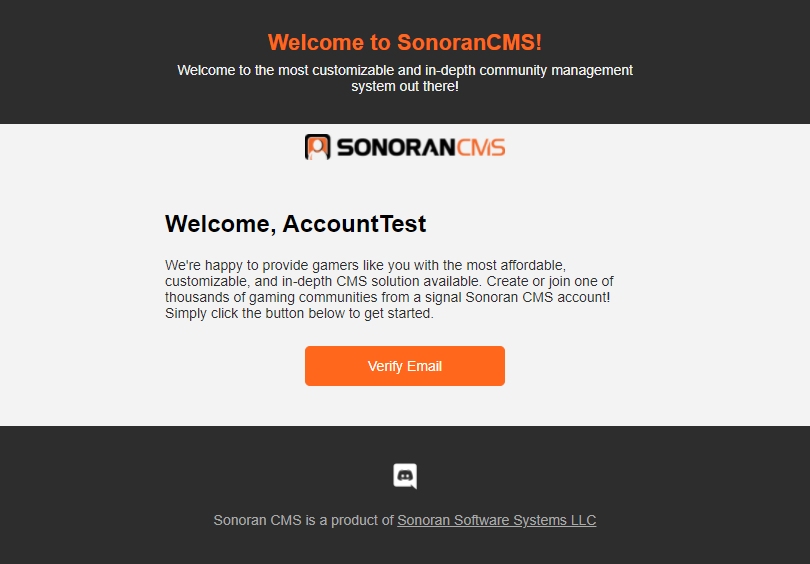 Welcome to SonoranCMS!
Welcome to the most customizable and in-depth community management
system out there!
SONORANCMS
Welcome, AccountTest
We're happy to provide gamers like you with the most affordable,
customizable, and in-depth CMS solution available. Create or join one of
thousands of gaming communities from a signal Sonoran CMS account!
Simply click the button below to get started.
Verify Email
Sonoran CMS is a product of Sonoran Software Systems LLC